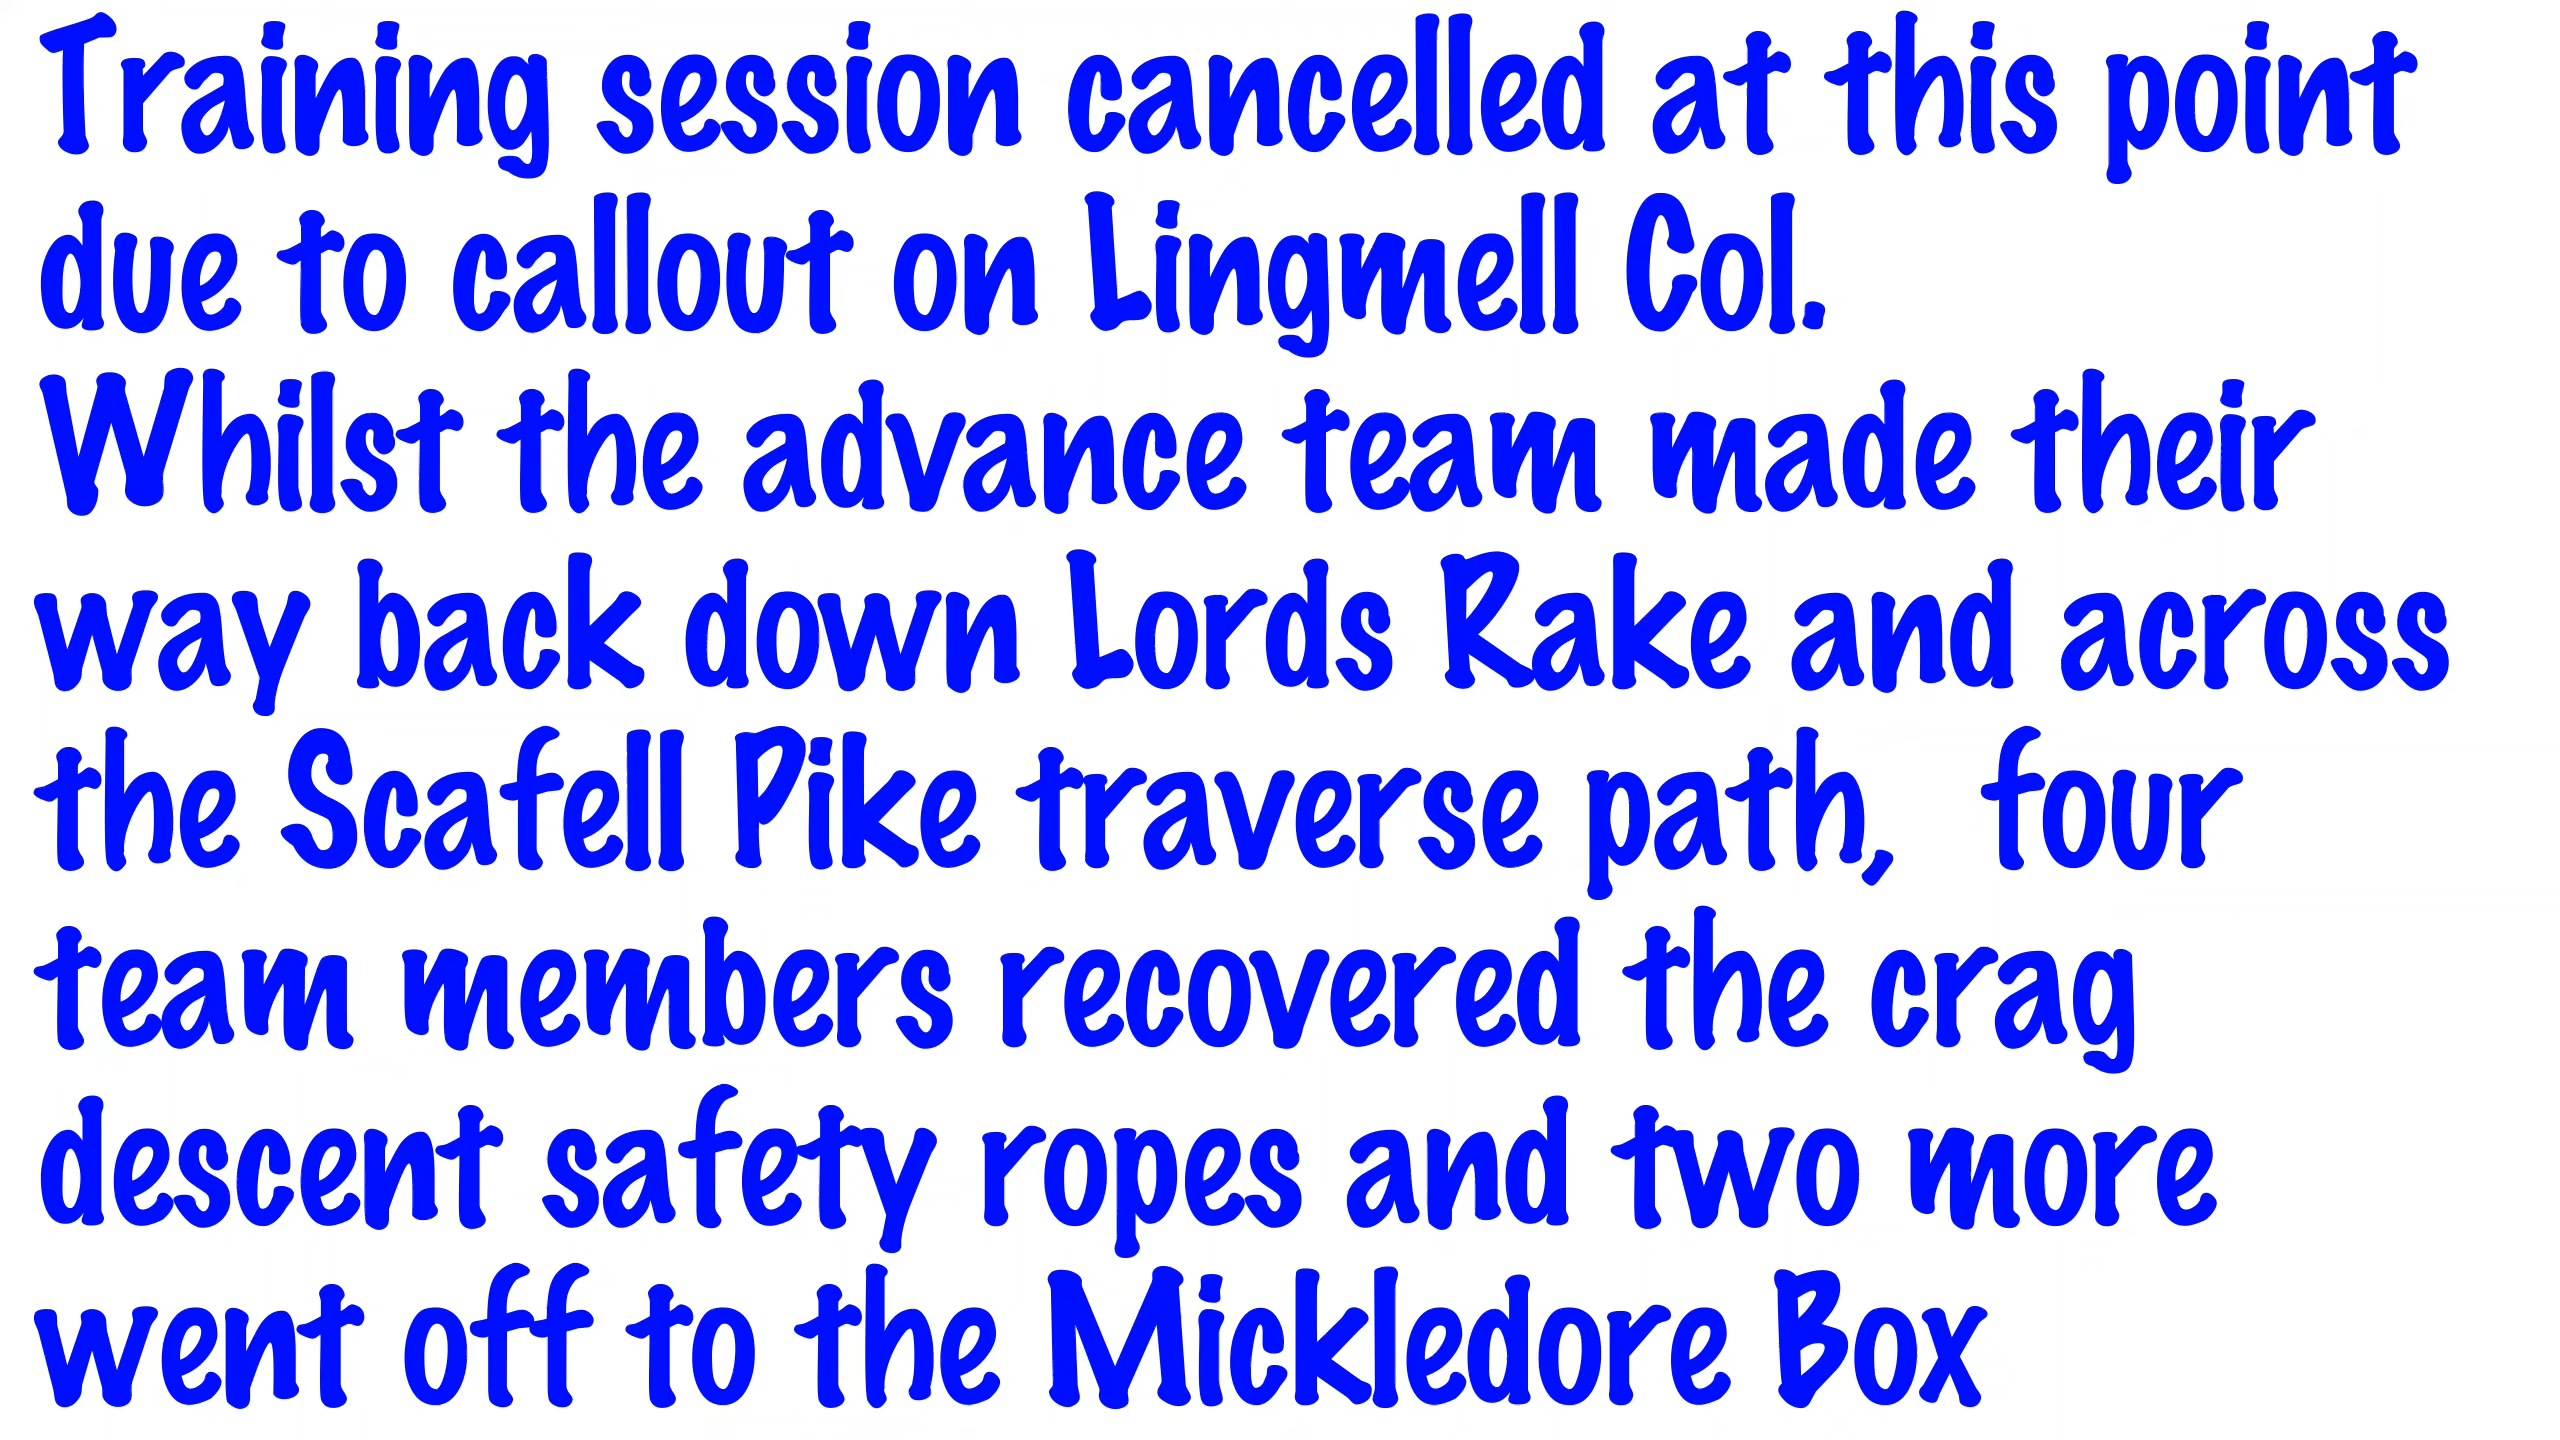 Training session cancelled at this point
due to callout on Lingmell Col.
Whilst the advance team made their
way back down Lords Rake and across
the Scafell Pike traverse path,  four
team members recovered the crag
descent safety ropes and two more
went off to the Mickledore Box